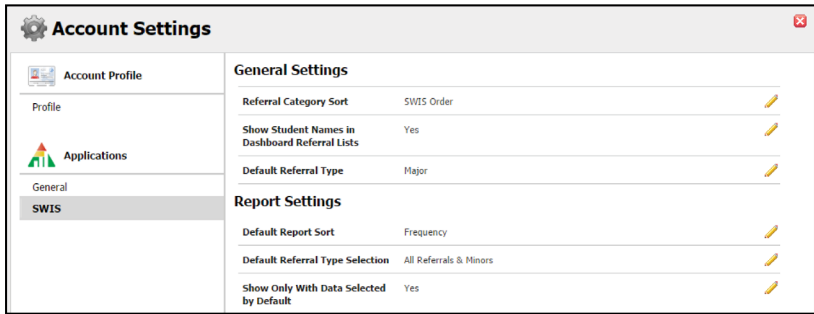 Account Settings
Account Profile
Profile
Applications
General
SWIS
General Settings
Referral Category Sort SWIS Order
Show Student Names in Yes
Dashboard Referral Lists
Default Referral Type Major
Report Settings
Default Report Sort Frequency
Default Referral Type Selection All Referrals & Minors
Show Only With Data Selected Yes
by Default